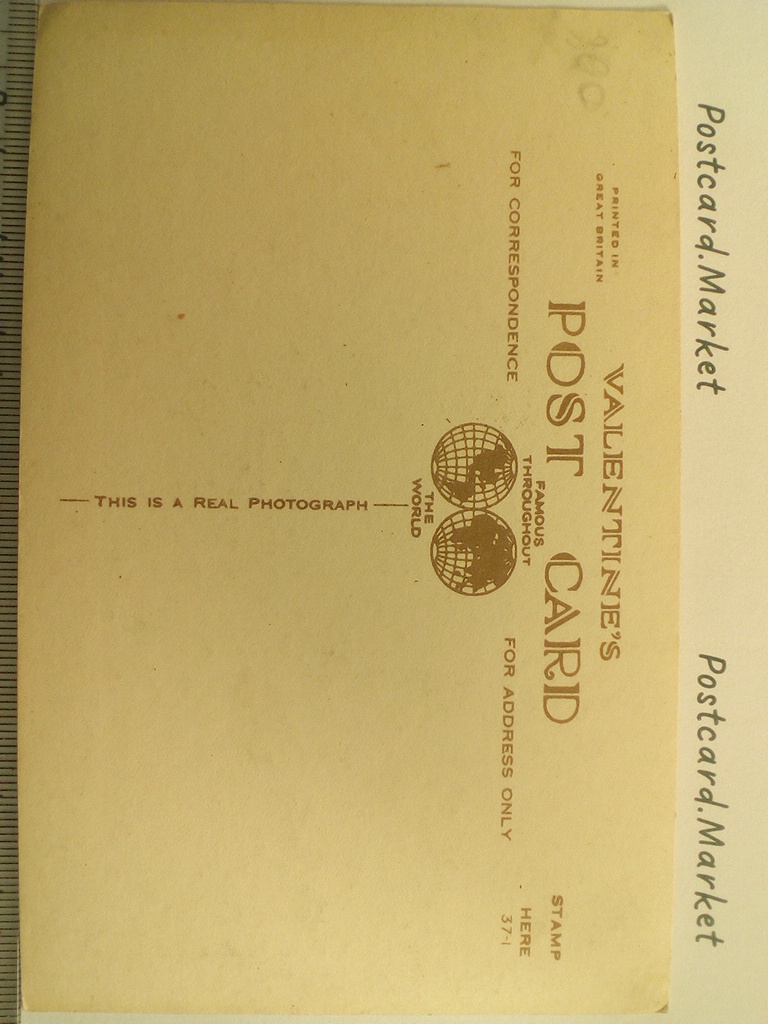 Postcard.Market
Postcard.Market
VALENTINE'S
PRINTED IN
GREAT BRITAIN
POST CARD
FAMOUS
THROUGHOUT
THE
WORLD
FOR CORRESPONDENCE
FOR ADDRESS ONLY
STAMP
HERE
37-1
THIS IS A REAL PHOTOGRAPH